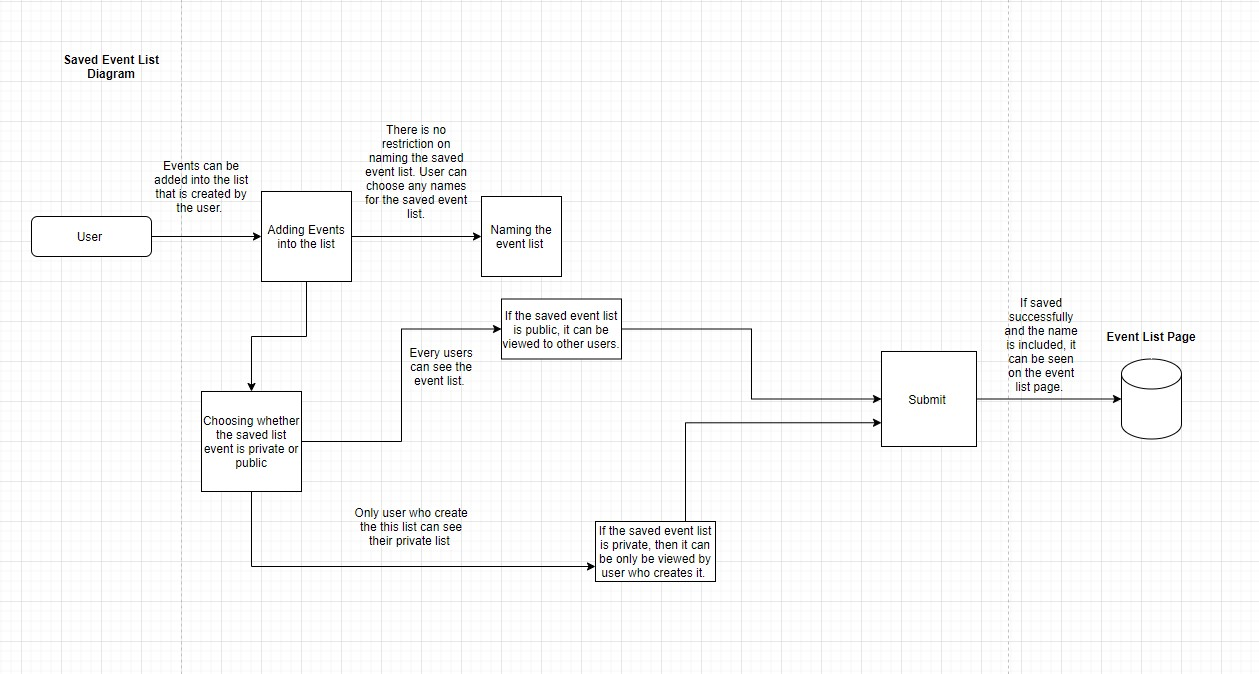 Saved Event List
Diagram
Events can be
added into the list
that is created by
the user.
There is no
restriction on
naming the saved
event list. User can
choose any names
for the saved event
list.
User
Adding Events
into the list
Naming the
event list
If the saved event list
is public, it can be
viewed to other users.
Every users
can see the
event list.
If saved
successfully
and the name
is included, it
can be seen
on the event
list page.
Event List Page
Submit
Choosing whether
the saved list
event is private or
public
Only user who create
the this list can see
their private list
If the saved event list
is private, then it can
be only be viewed by
user who creates it.